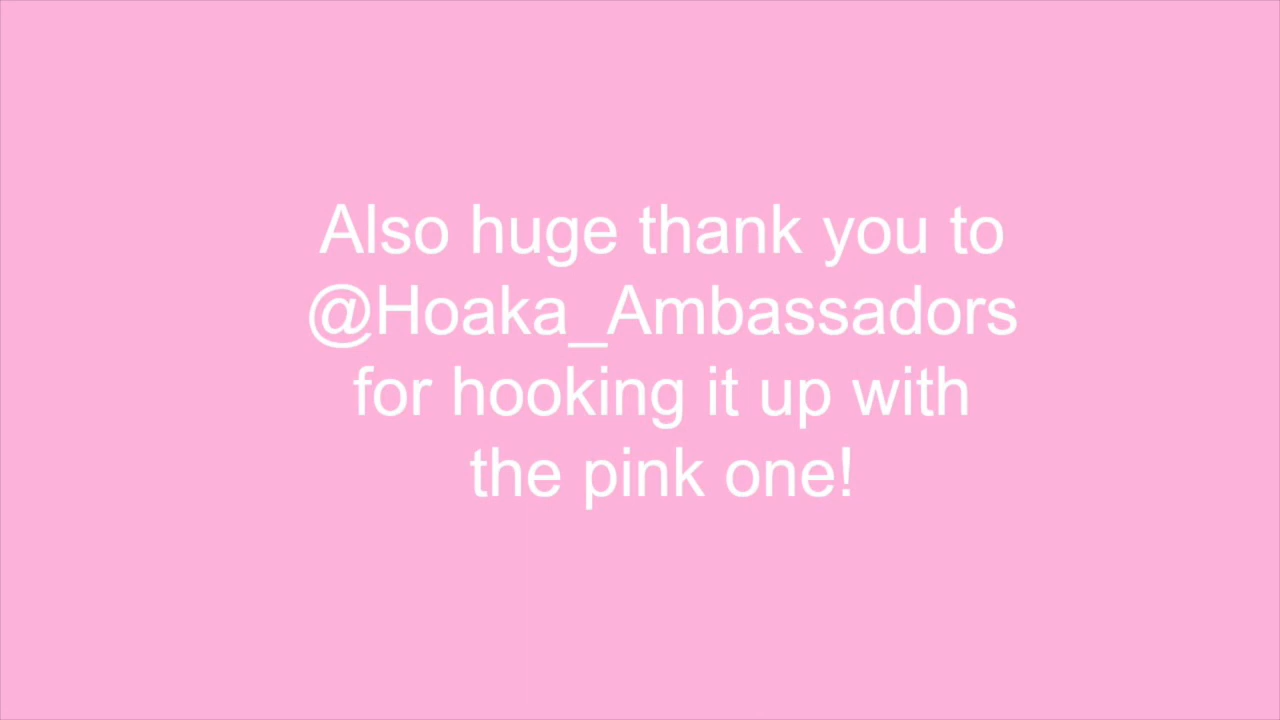 Also huge thank you to
@Hoaka_Ambassadors
for hooking it up with
the pink one!